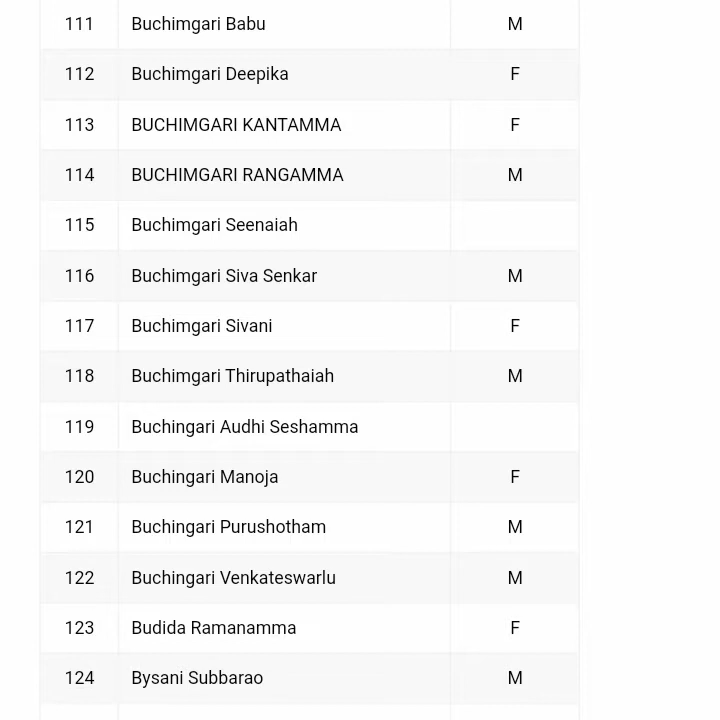 111 Buchimgari Babu M
112 Buchimgari Deepika F
113 BUCHIMGARI KANTAMMA F
114 BUCHIMGARI RANGAMMA M
115 Buchimgari Seenaiah
116 Buchimgari Siva Senkar M
117 Buchimgari Sivani F
118 Buchimgari Thirupathaiah M
119 Buchingari Audhi Seshamma
120 Buchingari Manoja F
121 Buchingari Purushotham M
122 Buchingari Venkateswarlu M
123 Budida Ramanamma F
124 Bysani Subbarao M